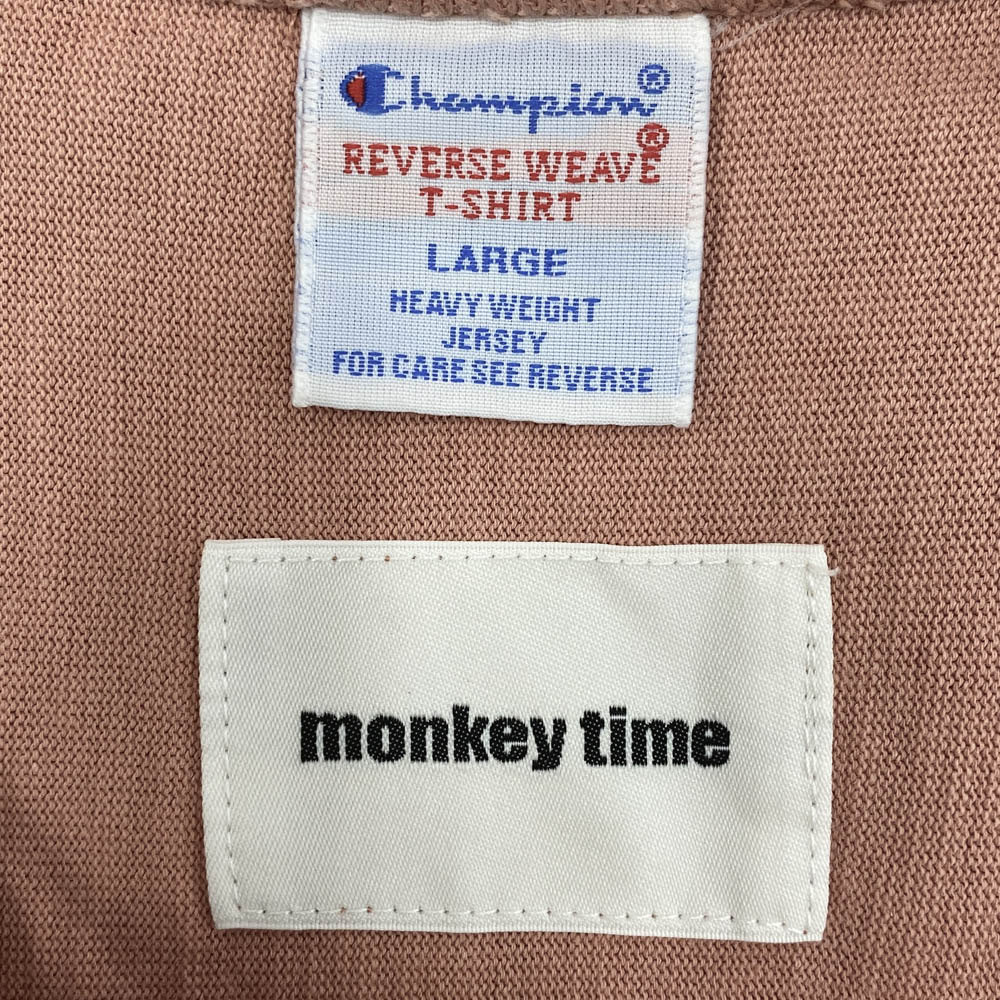 Champion®
REVERSE WEAVE®
T-SHIRT
LARGE
HEAVY WEIGHT
JERSEY
FOR CARE SEE REVERSE
monkey time